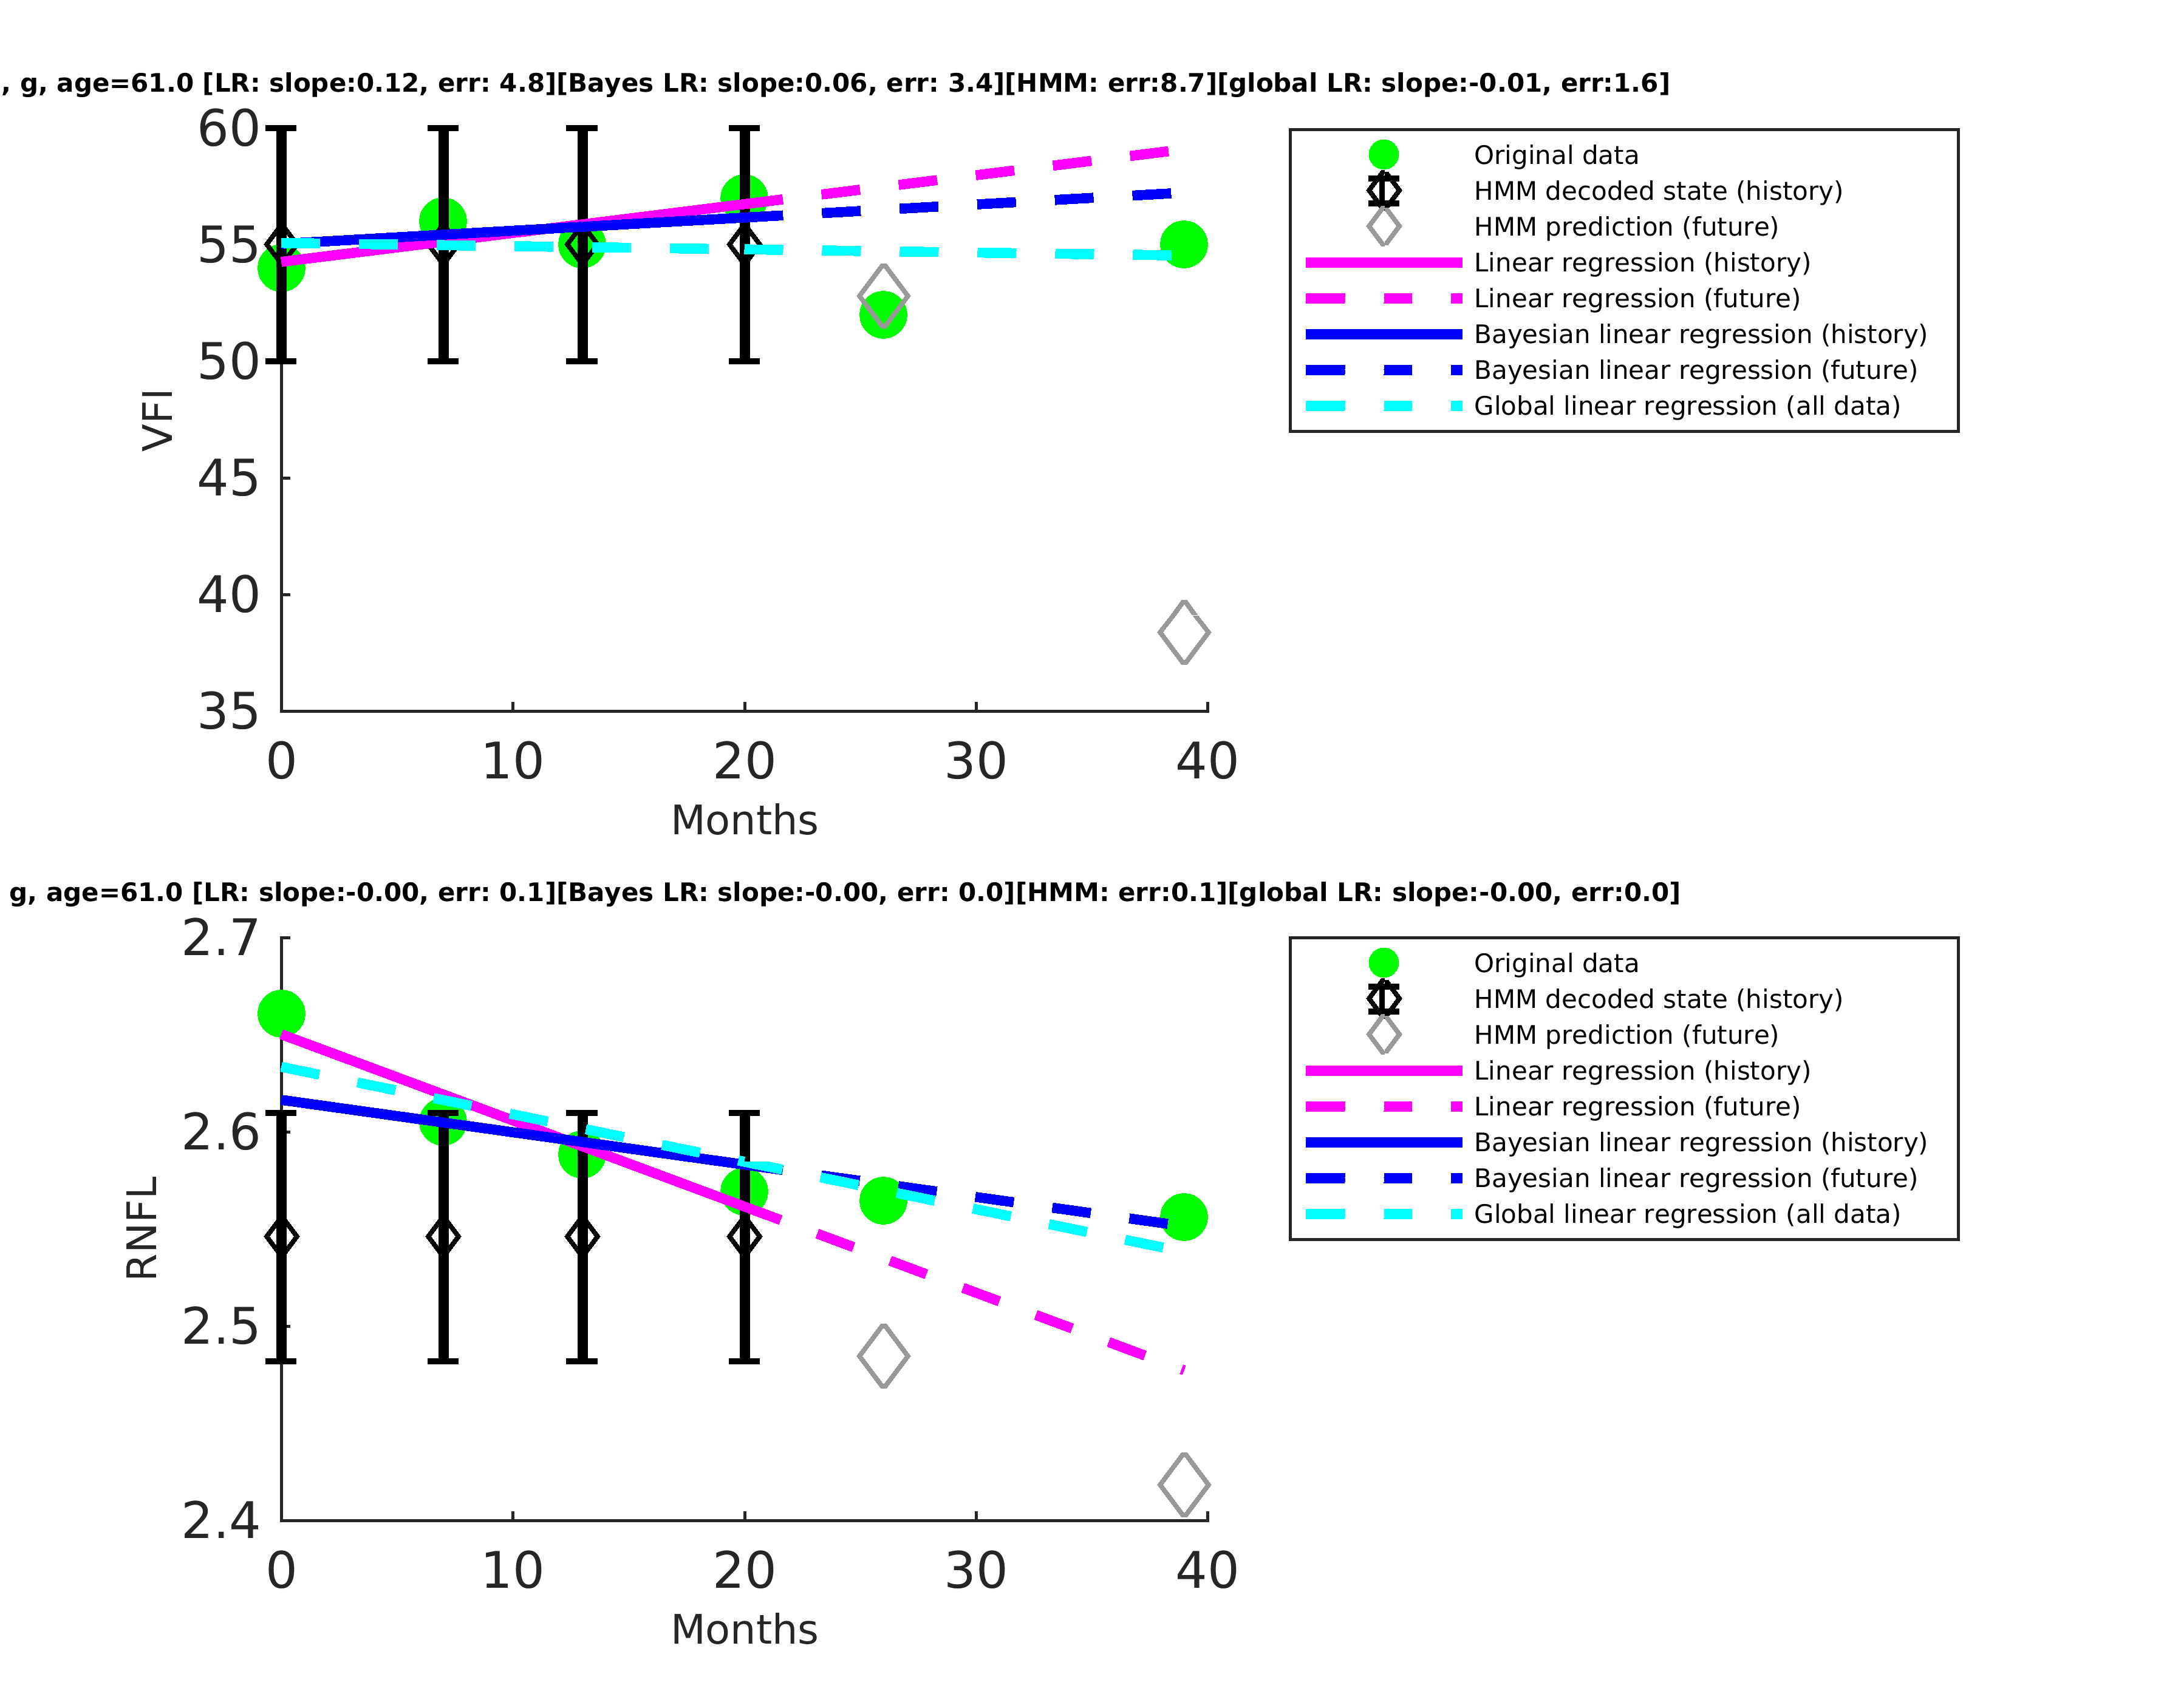 , g, age=61.0 [LR: slope:0.12, err: 4.8][Bayes LR: slope:0.06, err: 3.4][HMM: err:8.7][global LR: slope:-0.01, err:1.6]
60
55
50
45
40
35
VFI
0 10 20 30 40
Months
Original data
HMM decoded state (history)
HMM prediction (future)
Linear regression (history)
Linear regression (future)
Bayesian linear regression (history)
Bayesian linear regression (future)
Global linear regression (all data)
g, age=61.0 [LR: slope:-0.00, err: 0.1][Bayes LR: slope:-0.00, err: 0.0][HMM: err:0.1][global LR: slope:-0.00, err:0.0]
2.7
2.6
2.5
2.4
RNFL
0 10 20 30 40
Months
Original data
HMM decoded state (history)
HMM prediction (future)
Linear regression (history)
Linear regression (future)
Bayesian linear regression (history)
Bayesian linear regression (future)
Global linear regression (all data)